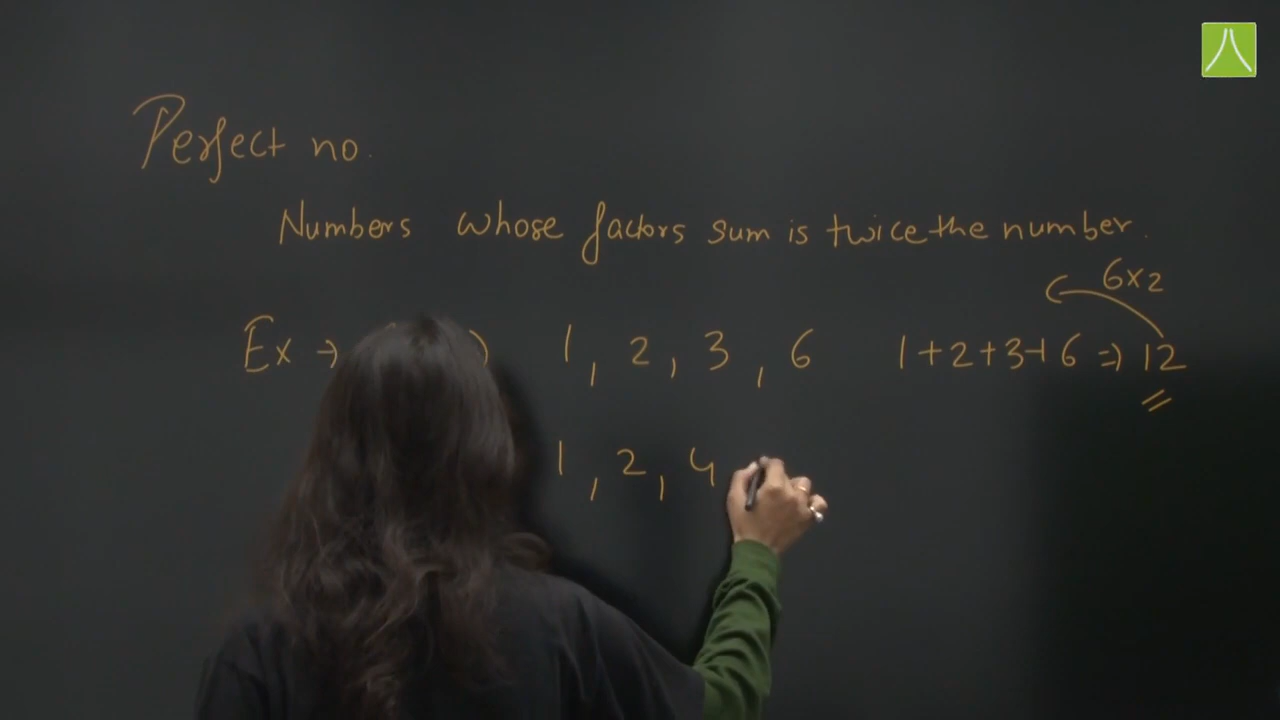 Perfect no.
Numbers whose factors sum is twice the number.
6x2
Ex → 1, 2, 3, 6 1+2+3+6 ⇒ 12
1, 2, 4